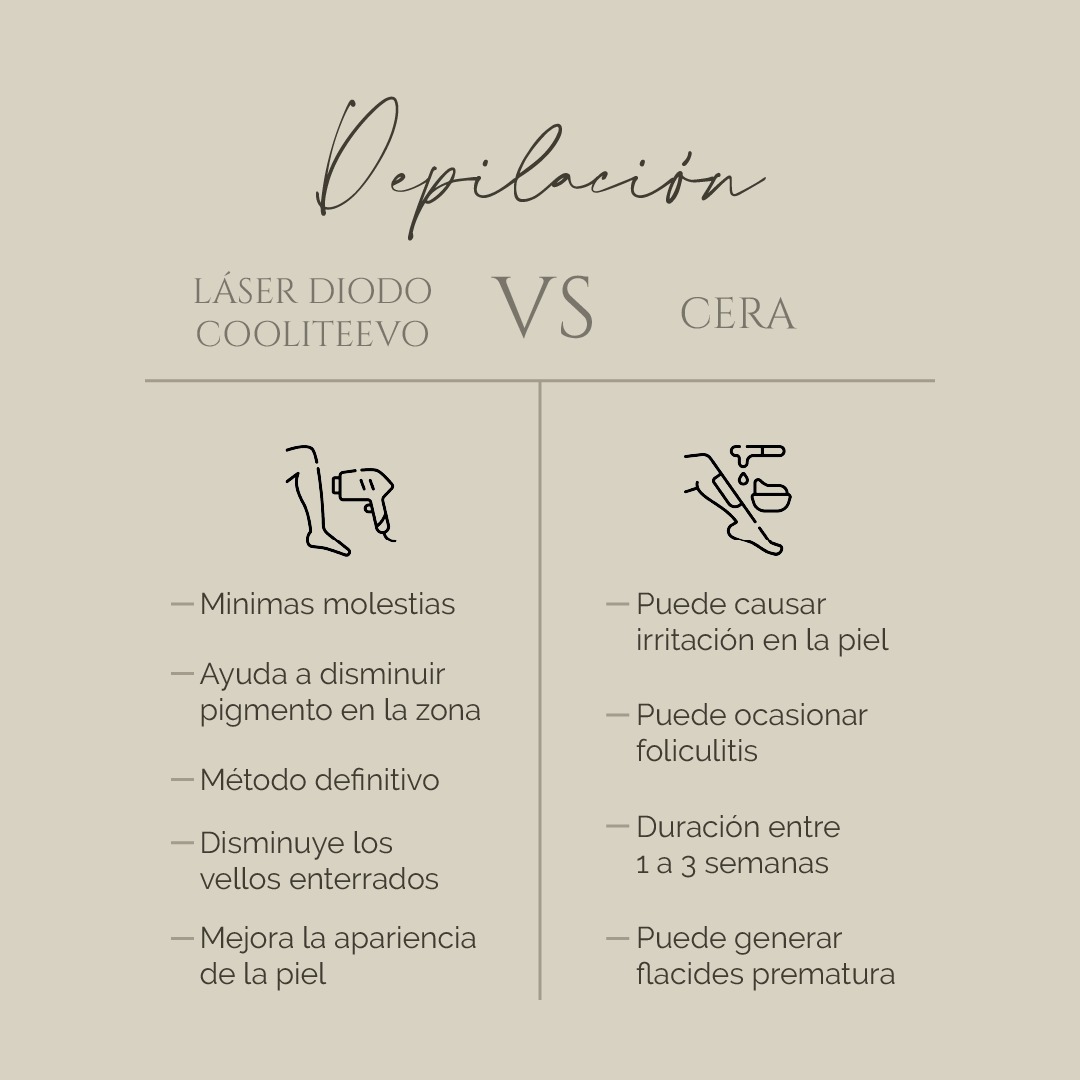 Depilación
LÁSER DIODO
COOLITEEVO
VS
CERA
— Minimas molestias
— Ayuda a disminuir
pigmento en la zona
— Método definitivo
— Disminuye los
vellos enterrados
— Mejora la apariencia
de la piel
— Puede causar
irritación en la piel
— Puede ocasionar
foliculitis
— Duración entre
1 a 3 semanas
— Puede generar
flacides prematura